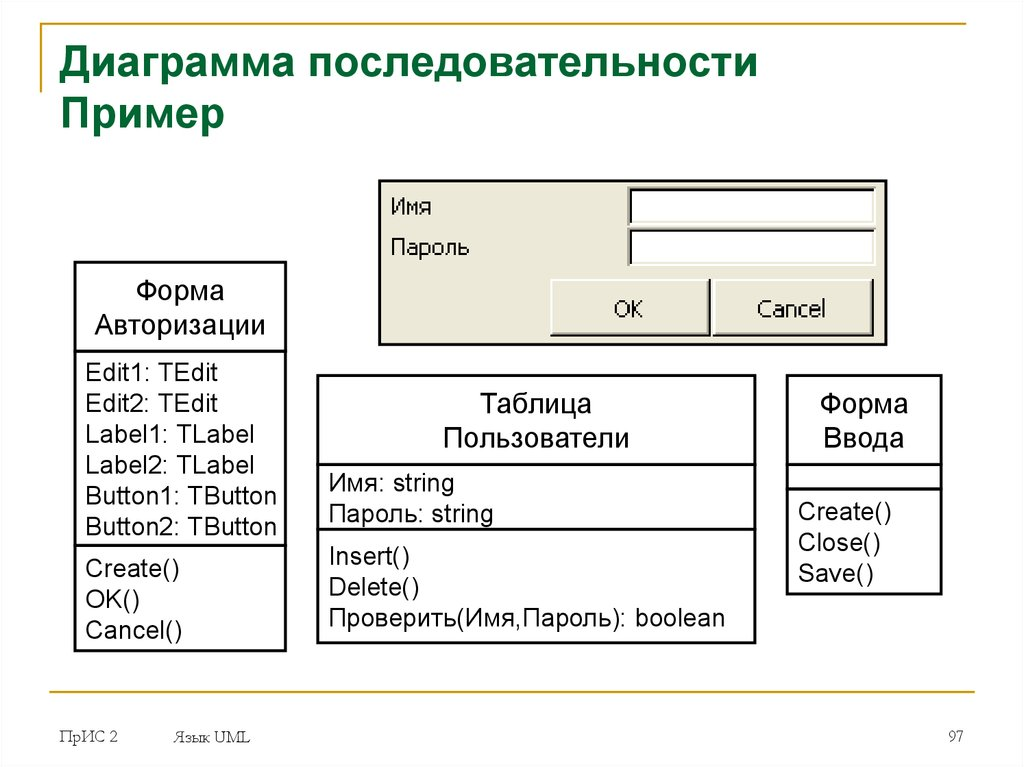 Диаграмма последовательности
Пример
Имя
Пароль
OK
Cancel
Форма
Авторизации
Edit1: TEdit
Edit2: TEdit
Label1: TLabel
Label2: TLabel
Button1: TButton
Button2: TButton
Create()
OK()
Cancel()
Таблица
Пользователи
Имя: string
Пароль: string
Insert()
Delete()
Проверить(Имя,Пароль): boolean
Форма
Ввода
Create()
Close()
Save()
ПрИС 2
Язык UML
97